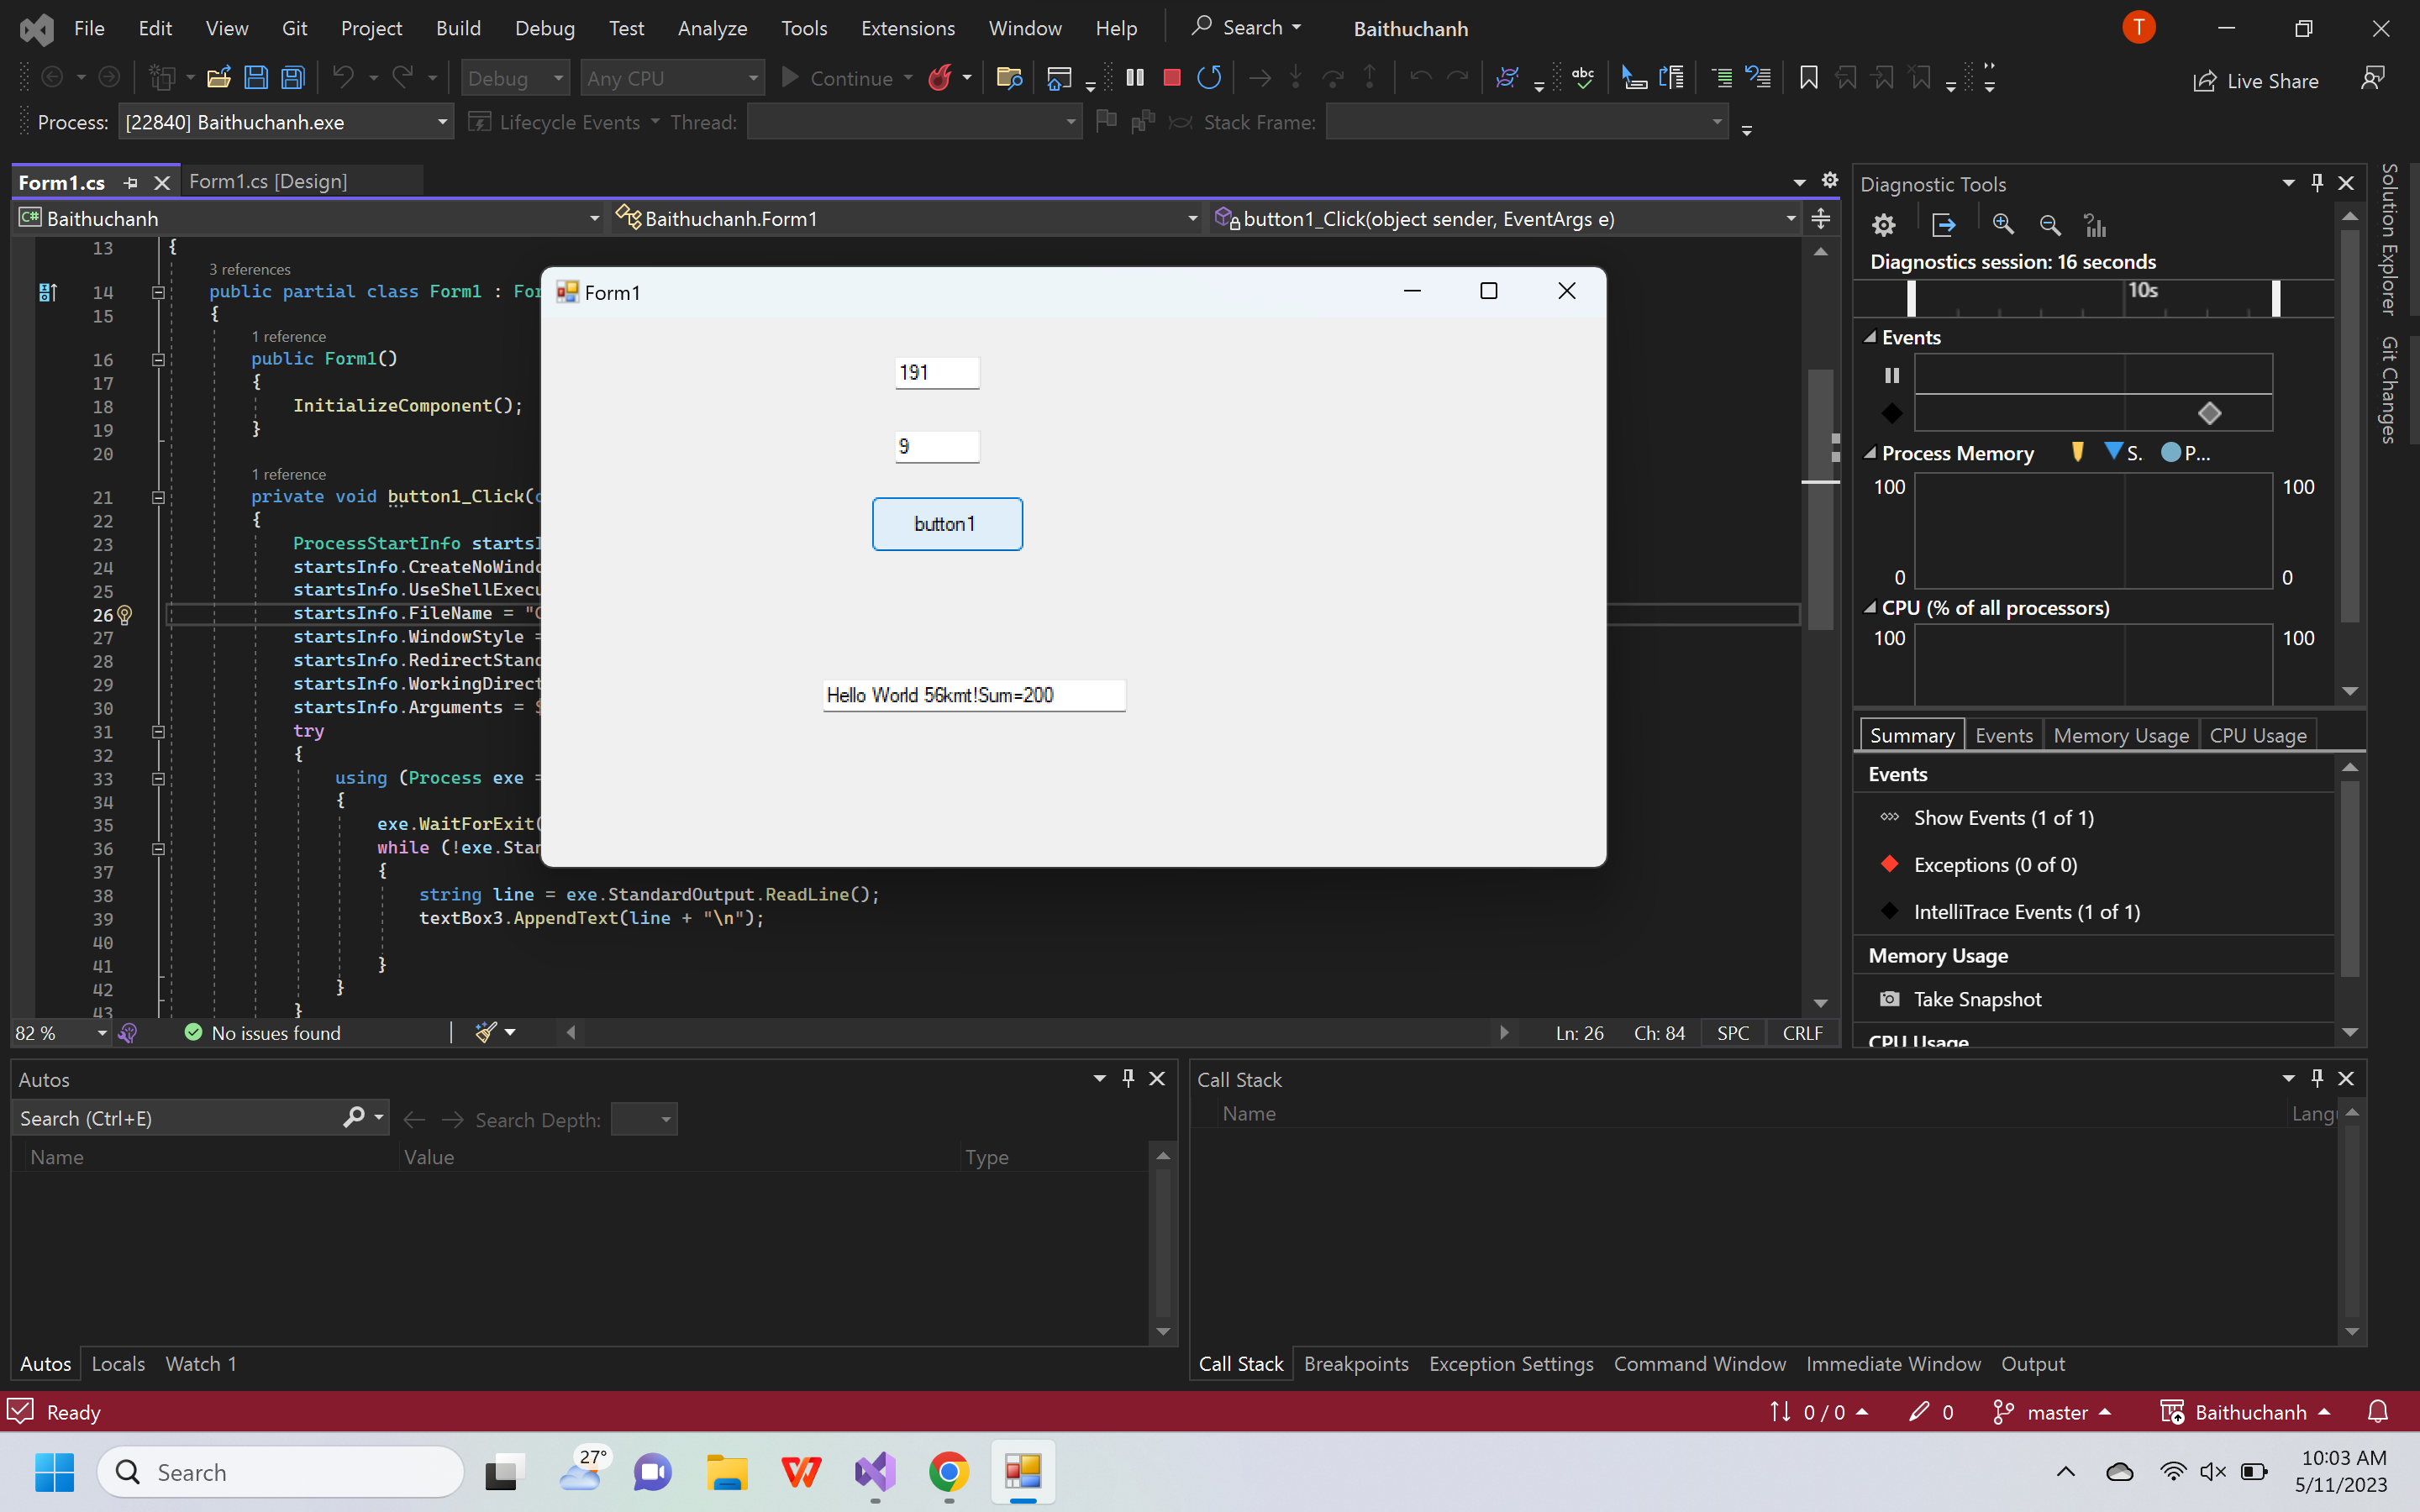 File Edit View Git Project Build Debug Test Analyze Tools Extensions Window Help Search Baithuchanh T
Debug Any CPU Continue Live Share
Process: [22840] Baithuchanh.exe Lifecycle Events Thread: Stack Frame:
Form1.cs Form1.cs [Design]
C# Baithuchanh Baithuchanh.Form1 button1_Click(object sender, EventArgs e)
13 {
3 references
14 public partial class Form1 : For
15 {
1 reference
16 public Form1()
17 {
18 InitializeComponent();
19 }
20
1 reference
21 private void button1_Click(
22 {
23 ProcessStartInfo startsI
24 startsInfo.CreateNoWindo
25 startsInfo.UseShellExecu
26 startsInfo.FileName = "
27 startsInfo.WindowStyle =
28 startsInfo.RedirectStand
29 startsInfo.WorkingDirect
30 startsInfo.Arguments = $
31 try
32 {
33 using (Process exe =
34 {
35 exe.WaitForExit(
36 while (!exe.Stan
37 {
38 string line = exe.StandardOutput.ReadLine();
39 textBox3.AppendText(line + "\n");
40
41 }
42 }
43 }
Form1
191
9
button1
Hello World 56kmt!Sum=200
82 % No issues found Ln: 26 Ch: 84 SPC CRLF
Diagnostic Tools
Diagnostics session: 16 seconds
10s
Events
Process Memory S. P...
100 100
0 0
CPU (% of all processors)
100 100
Summary Events Memory Usage CPU Usage
Events
Show Events (1 of 1)
Exceptions (0 of 0)
IntelliTrace Events (1 of 1)
Memory Usage
Take Snapshot
CPU Usage
Solution Explorer
Git Changes
Autos
Search (Ctrl+E) Search Depth:
Name Value Type
Autos Locals Watch 1
Call Stack
Name Lang
Call Stack Breakpoints Exception Settings Command Window Immediate Window Output
Ready 0 / 0 0 master Baithuchanh
Search 27°
10:03 AM
5/11/2023